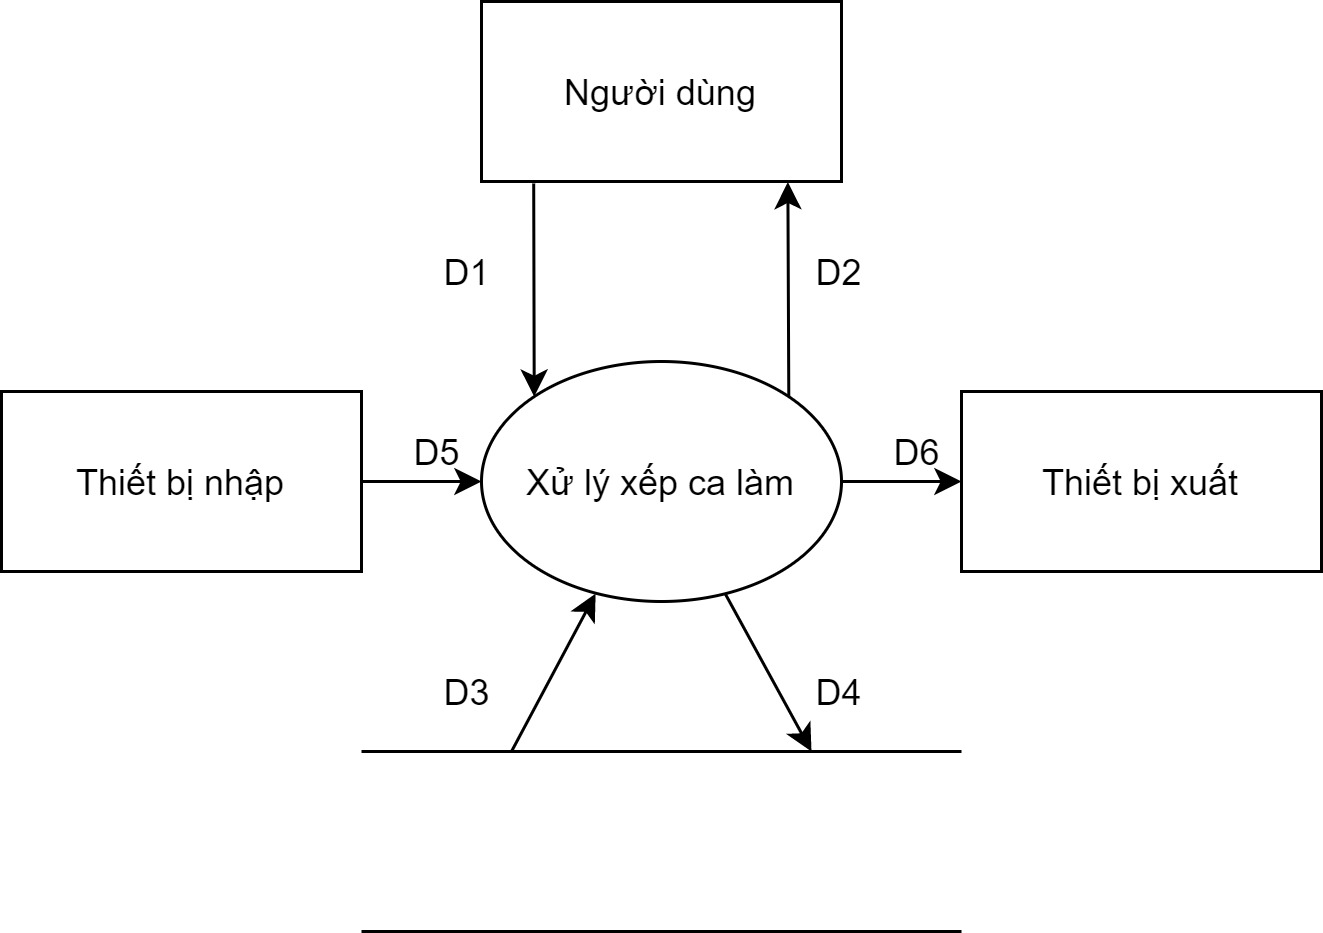 Người dùng
D1
D2
Thiết bị nhập
D5
Xử lý xếp ca làm
D6
Thiết bị xuất
D3
D4